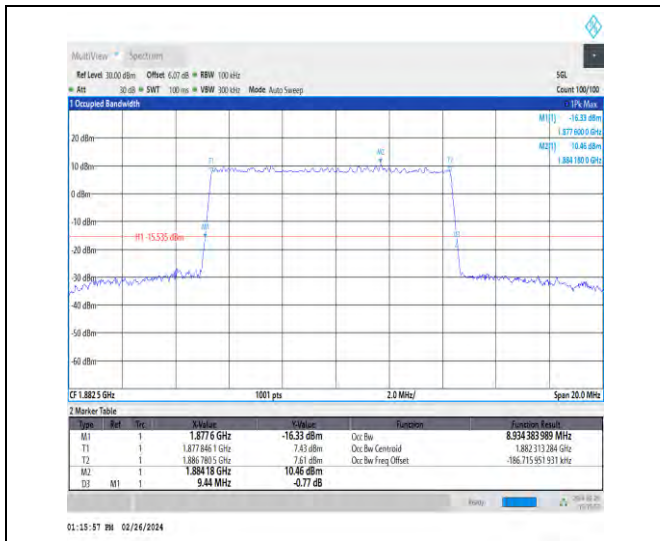 MultiView Spectrum
Ref Level 30.00 dBm Offset 6.07 dB RBW 100 kHz SGL
Att 30 dB SWT 100 ms VBW 300 kHz Mode Auto Sweep Count 100/100
1 Occupied Bandwidth 1Pk Max
M1[1] -16.33 dBm
1.877 600 0 GHz
M2[1] 10.46 dBm
1.884 180 0 GHz
20 dBm
M2
T1 T2
10 dBm
0 dBm
-10 dBm
M1
H1 -15.535 dBm
D3
-20 dBm
-30 dBm
-40 dBm
-50 dBm
-60 dBm
CF 1.882 5 GHz 1001 pts 2.0 MHz/ Span 20.0 MHz
2 Marker Table
Type Ref Trc X-Value Y-Value Function Function Result
M1 1 1.877 6 GHz -16.33 dBm Occ Bw 8.934 383 989 MHz
T1 1 1.877 846 1 GHz 7.43 dBm Occ Bw Centroid 1.882 313 284 GHz
T2 1 1.886 780 5 GHz 7.61 dBm Occ Bw Freq Offset -186.715 951 931 kHz
M2 1 1.884 18 GHz 10.46 dBm
D3 M1 1 9.44 MHz -0.77 dB
Ready
01:15:57 PM 02/26/2024